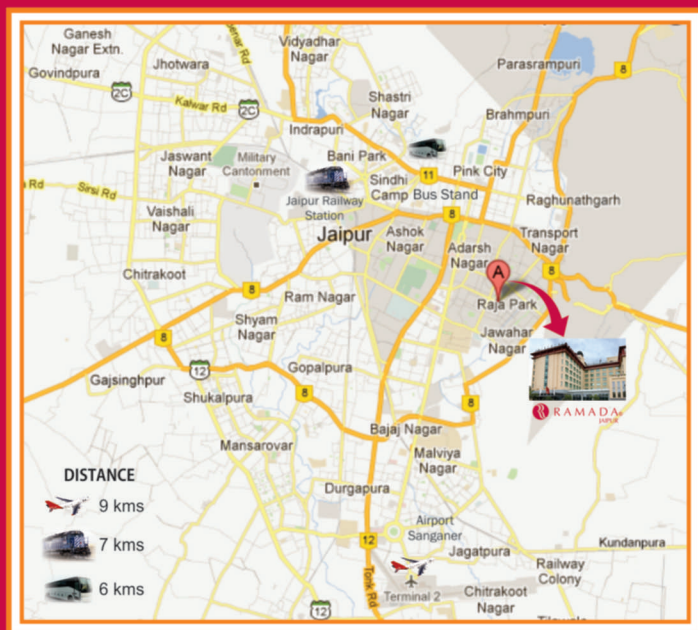 Ganesh
Nagar Extn.
Vidyadhar
Nagar
Jhotwara
Govindpura
2C
Kalwar Rd
Parasrampuri
8
Shastri
Nagar
Indrapuri
Brahmpuri
2C
Jaswant
Nagar
Military
Cantonment
Bani Park
Pink City
11
Sindhi
Camp
Bus Stand
Sirsi Rd
Jaipur Railway
Station
Raghunathgarh
Vaishali
Nagar
8
Jaipur
Ashok
Nagar
Adarsh
Nagar
Transport
Nagar
Chitrakoot
A
8
8
Ram Nagar
Raja Park
Shyam
Nagar
Jawahar
Nagar
8
Gopalpura
12
Gajsinghpur
Shukalpura
8
8
RAMADA
JAIPUR
Bajaj Nagar
Mansarovar
Malviya
Nagar
DISTANCE
9 kms
7 kms
6 kms
Durgapura
Airport
Sanganer
12
Jagatpura
Kundanpura
Railway
Colony
Tonk Rd
Terminal 2
Chitrakoot
Nagar
12